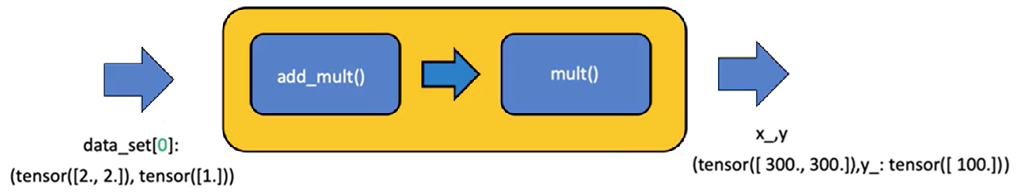 add_mult()
mult()
data_set[0]:
(tensor([2., 2.]), tensor([1.]))
x_,y
(tensor([ 300., 300.]),y_: tensor([ 100.]))